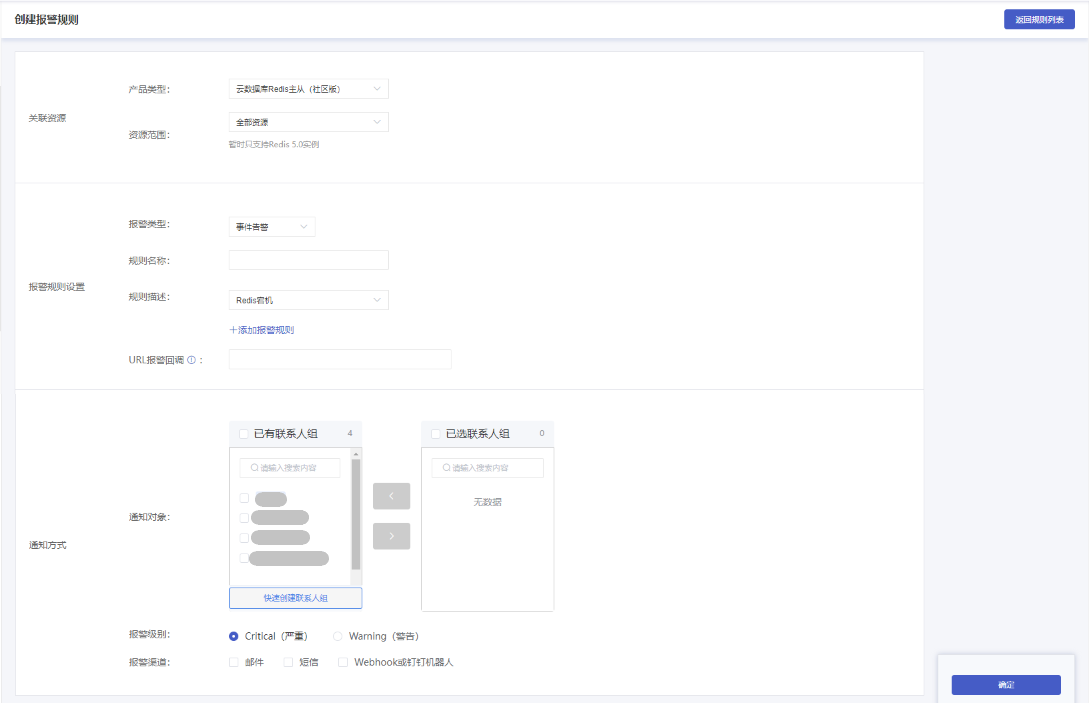 创建报警规则
返回规则列表
关联资源
产品类型：
云数据库Redis主从（社区版）
资源范围：
全部资源
暂时只支持Redis 5.0实例
报警规则设置
报警类型：
事件告警
规则名称：
规则描述：
Redis宕机
＋添加报警规则
URL报警回调 ：
通知方式
通知对象：
已有联系人组 4
请输入搜索内容
快速创建联系人组
已选联系人组 0
请输入搜索内容
无数据
报警级别：
Critical（严重） Warning（警告）
报警渠道：
邮件 短信 Webhook或钉钉机器人
确定